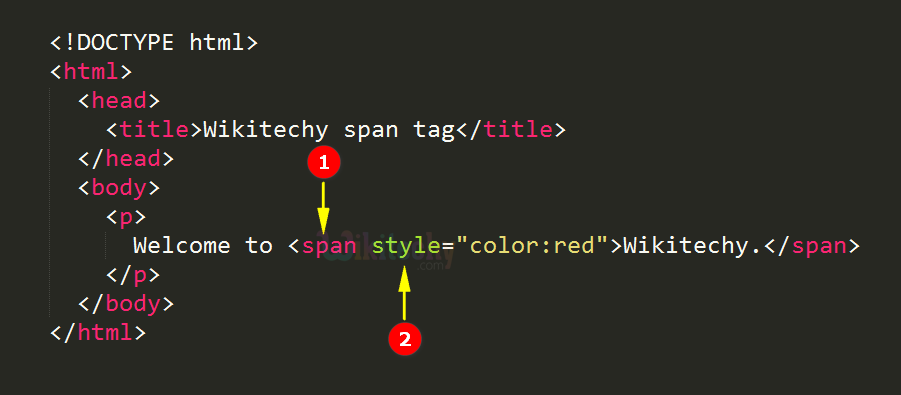 <!DOCTYPE html>
<html>
<head>
<title>Wikitechy span tag</title>
</head>
1
<body>
<p>
Welcome to <span style="color:red">Wikitechy.</span>
Wikitechy
.com
</p>
</body>
</html>
2